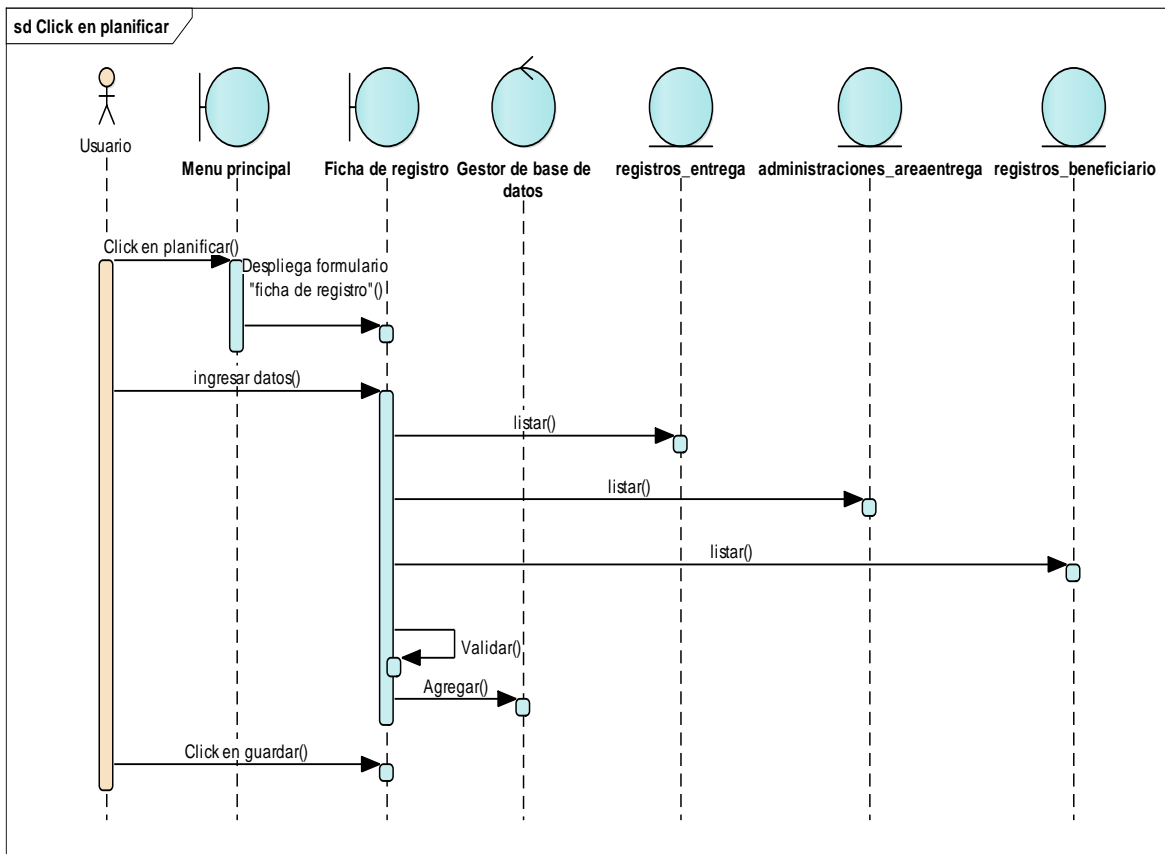 sd Click en planificar
Usuario
Menu principal
Ficha de registro
Gestor de base de
datos
registros_entrega
administraciones_areaentrega
registros_beneficiario
Click en planificar()
Despliega formulario
"ficha de registro"()
ingresar datos()
listar()
listar()
listar()
Validar()
Agregar()
Click en guardar()